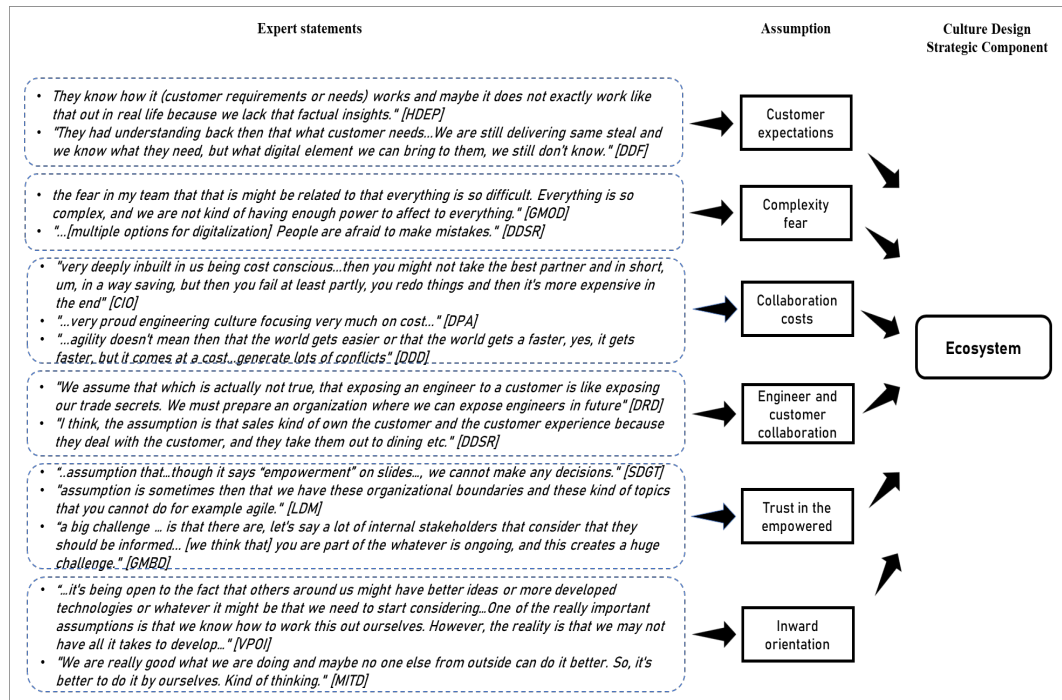 Expert statements
Assumption
Culture Design
Strategic Component
• They know how it (customer requirements or needs) works and maybe it does not exactly work like
that out in real life because we lack that factual insights." [HDEP]
• "They had understanding back then that what customer needs...We are still delivering same steal and
we know what they need, but what digital element we can bring to them, we still don't know." [DDF]
Customer
expectations
• the fear in my team that that is might be related to that everything is so difficult. Everything is so
complex, and we are not kind of having enough power to affect to everything." [GMOD]
• "...[multiple options for digitalization] People are afraid to make mistakes." [DDSR]
Complexity
fear
• "very deeply inbuilt in us being cost conscious...then you might not take the best partner and in short,
um, in a way saving, but then you fail at least partly, you redo things and then it's more expensive in
the end" [CIO]
• "...very proud engineering culture focusing very much on cost..." [DPA]
• "...agility doesn't mean then that the world gets easier or that the world gets a faster, yes, it gets
faster, but it comes at a cost...generate lots of conflicts" [DDD]
Collaboration
costs
Ecosystem
• "We assume that which is actually not true, that exposing an engineer to a customer is like exposing
our trade secrets. We must prepare an organization where we can expose engineers in future" [DRD]
• "I think, the assumption is that sales kind of own the customer and the customer experience because
they deal with the customer, and they take them out to dining etc." [DDSR]
Engineer and
customer
collaboration
• "..assumption that...though it says "empowerment" on slides..., we cannot make any decisions." [SDGT]
• "assumption is sometimes then that we have these organizational boundaries and these kind of topics
that you cannot do for example agile." [LDM]
• "a big challenge ... is that there are, let's say a lot of internal stakeholders that consider that they
should be informed... [we think that] you are part of the whatever is ongoing, and this creates a huge
challenge." [GMBD]
Trust in the
empowered
• "...it's being open to the fact that others around us might have better ideas or more developed
technologies or whatever it might be that we need to start considering...One of the really important
assumptions is that we know how to work this out ourselves. However, the reality is that we may not
have all it takes to develop..." [VPOI]
• "We are really good what we are doing and maybe no one else from outside can do it better. So, it's
better to do it by ourselves. Kind of thinking." [MITD]
Inward
orientation